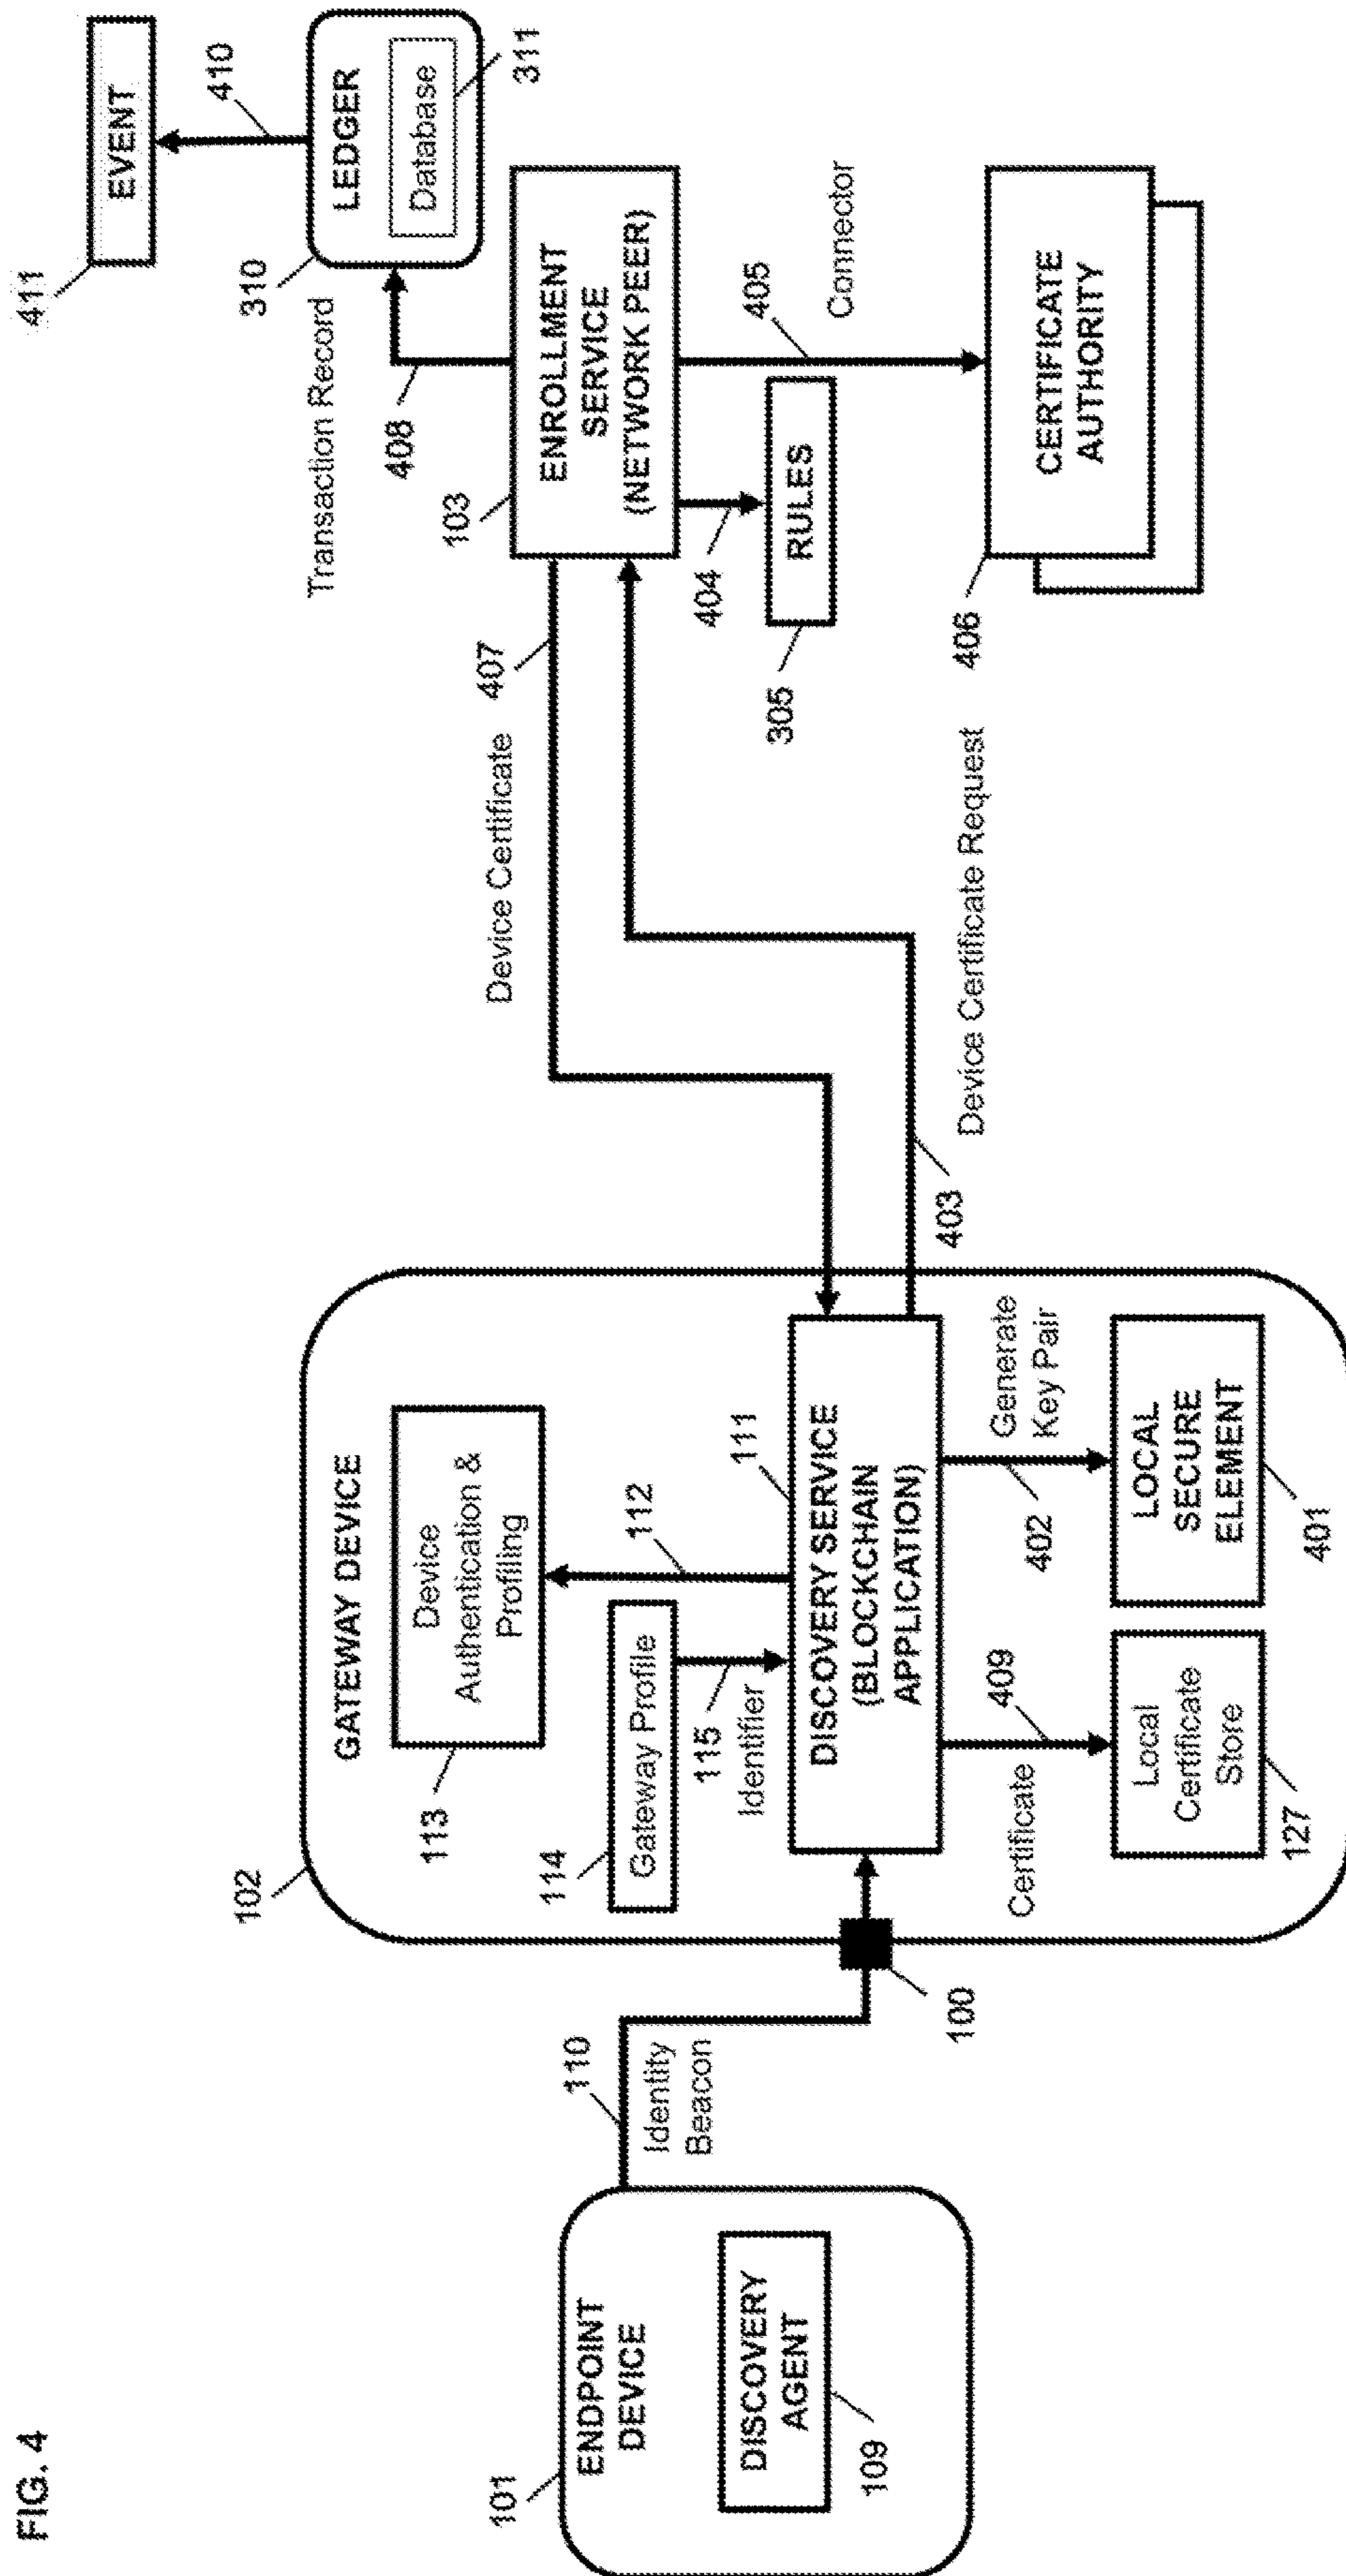 FIG. 4
101
ENDPOINT
DEVICE
DISCOVERY
AGENT
109
110
Identity
Beacon
100
102
GATEWAY DEVICE
113
Device
Authentication &
Profiling
112
114
Gateway Profile
115
Identifier
111
DISCOVERY SERVICE
(BLOCKCHAIN
APPLICATION)
Certificate
409
402
Generate
Key Pair
Local
Certificate
Store
127
LOCAL
SECURE
ELEMENT
401
Device Certificate
407
403
Device Certificate Request
411
EVENT
410
310
LEDGER
Database
311
Transaction Record
408
103
ENROLLMENT
SERVICE
(NETWORK PEER)
404
405
Connector
RULES
305
406
CERTIFICATE
AUTHORITY